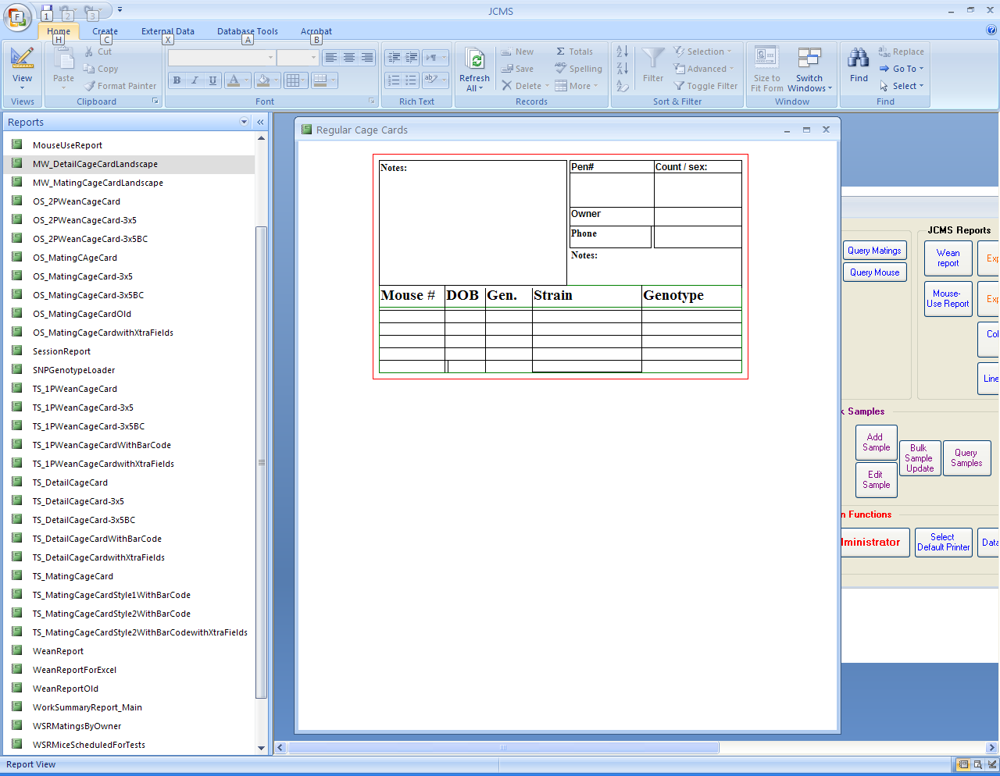 JCMS
F
1
2
3
Home
Create
External Data
Database Tools
Acrobat
H
C
X
A
B
View
Views
Paste
Cut
Copy
Format Painter
Clipboard
B I U A
Font
Rich Text
Refresh
All
New
Save
Delete
Totals
Spelling
More
Records
Filter
Selection
Advanced
Toggle Filter
Sort & Filter
Size to
Fit Form
Switch
Windows
Window
Find
Replace
Go To
Select
Find
Reports
MouseUseReport
MW_DetailCageCardLandscape
MW_MatingCageCardLandscape
OS_2PWeanCageCard
OS_2PWeanCageCard-3x5
OS_2PWeanCageCard-3x5BC
OS_MatingCAgeCard
OS_MatingCageCard-3x5
OS_MatingCageCard-3x5BC
OS_MatingCageCardOld
OS_MatingCageCardwithXtraFields
SessionReport
SNPGenotypeLoader
TS_1PWeanCageCard
TS_1PWeanCageCard-3x5
TS_1PWeanCageCard-3x5BC
TS_1PWeanCageCardWithBarCode
TS_1PWeanCageCardwithXtraFields
TS_DetailCageCard
TS_DetailCageCard-3x5
TS_DetailCageCard-3x5BC
TS_DetailCageCardWithBarCode
TS_DetailCageCardwithXtraFields
TS_MatingCageCard
TS_MatingCageCardStyle1WithBarCode
TS_MatingCageCardStyle2WithBarCode
TS_MatingCageCardStyle2WithBarCodewithXtraFields
WeanReport
WeanReportForExcel
WeanReportOld
WorkSummaryReport_Main
WSRMatingsByOwner
WSRMiceScheduledForTests
Regular Cage Cards
Notes:
Pen#
Count / sex:
Owner
Phone
Notes:
Mouse # DOB Gen. Strain Genotype
Query Matings
Query Mouse
JCMS Reports
Wean
report
Exp
Mouse-
Use Report
Exp
Col
Line
k Samples
Add
Sample
Edit
Sample
Bulk
Sample
Update
Query
Samples
n Functions
dministrator
Select
Default Printer
Data
Report View